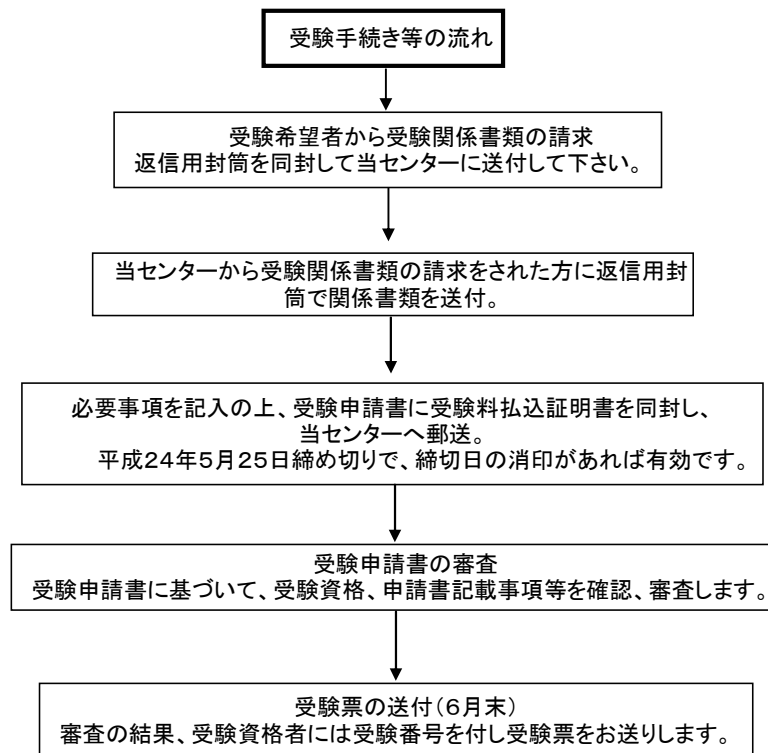 受験手続き等の流れ
受験希望者から受験関係書類の請求
返信用封筒を同封して当センターに送付して下さい。
当センターから受験関係書類の請求をされた方に返信用封
筒で関係書類を送付。
必要事項を記入の上、受験申請書に受験料払込証明書を同封し、
当センターへ郵送。
平成24年5月25日締め切りで、締切日の消印があれば有効です。
受験申請書の審査
受験申請書に基づいて、受験資格、申請書記載事項等を確認、審査します。
受験票の送付(6月末)
審査の結果、受験資格者には受験番号を付し受験票をお送りします。